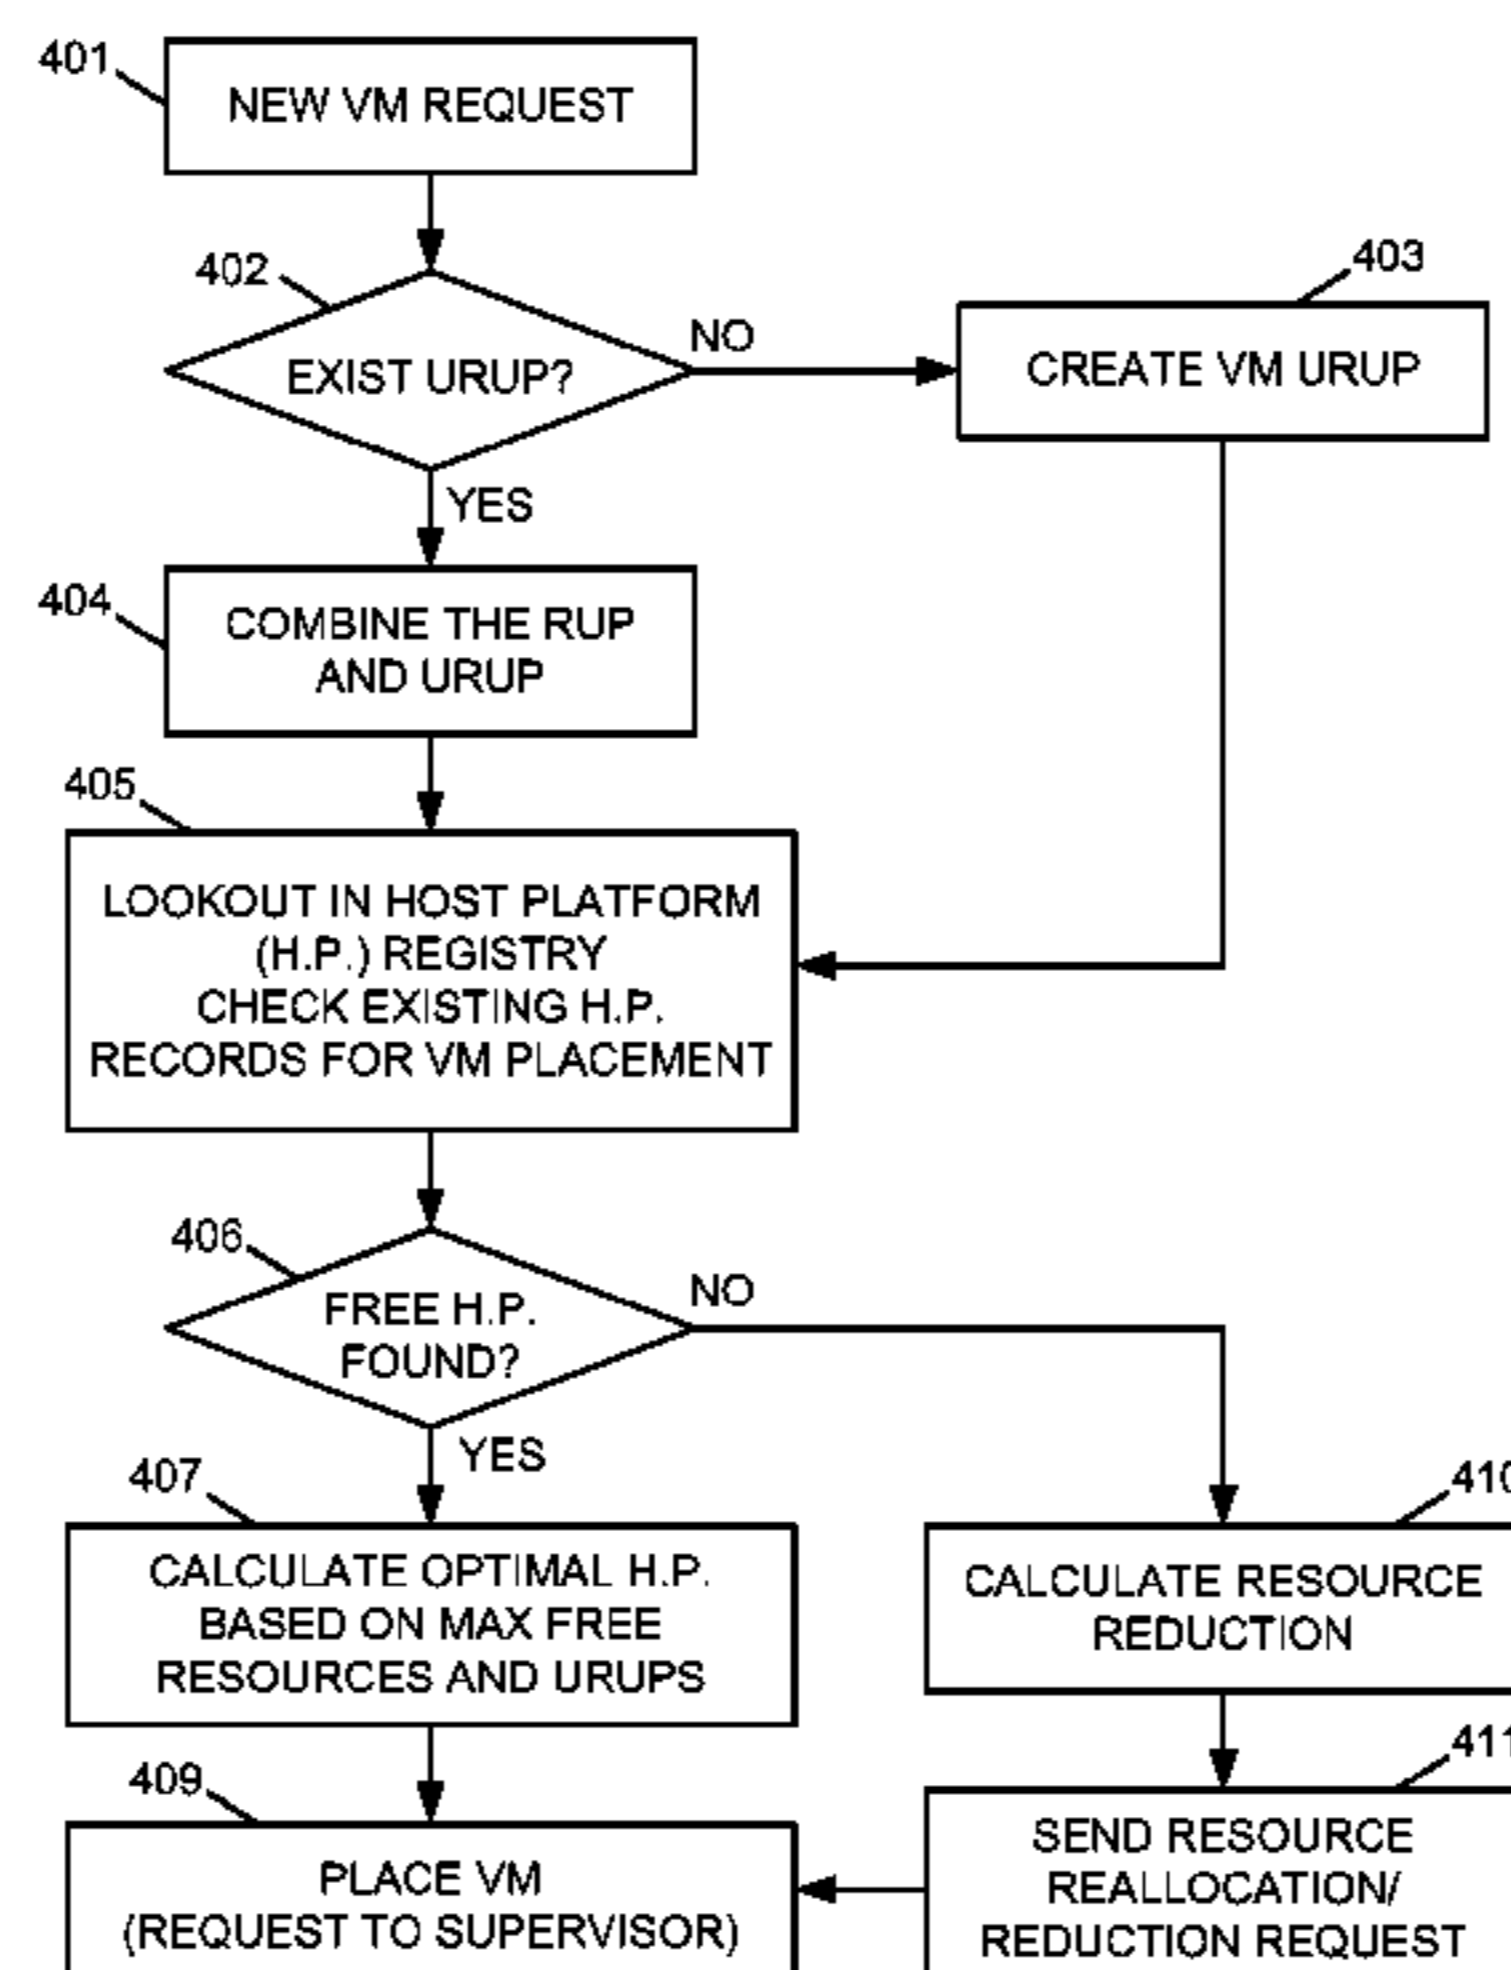 401
NEW VM REQUEST
402
EXIST URUP?
NO
403
CREATE VM URUP
YES
404
COMBINE THE RUP
AND URUP
405
LOOKOUT IN HOST PLATFORM
(H.P.) REGISTRY
CHECK EXISTING H.P.
RECORDS FOR VM PLACEMENT
406
FREE H.P.
FOUND?
NO
YES
407
CALCULATE OPTIMAL H.P.
BASED ON MAX FREE
RESOURCES AND URUPS
410
CALCULATE RESOURCE
REDUCTION
409
PLACE VM
(REQUEST TO SUPERVISOR)
411
SEND RESOURCE
REALLOCATION/
REDUCTION REQUEST